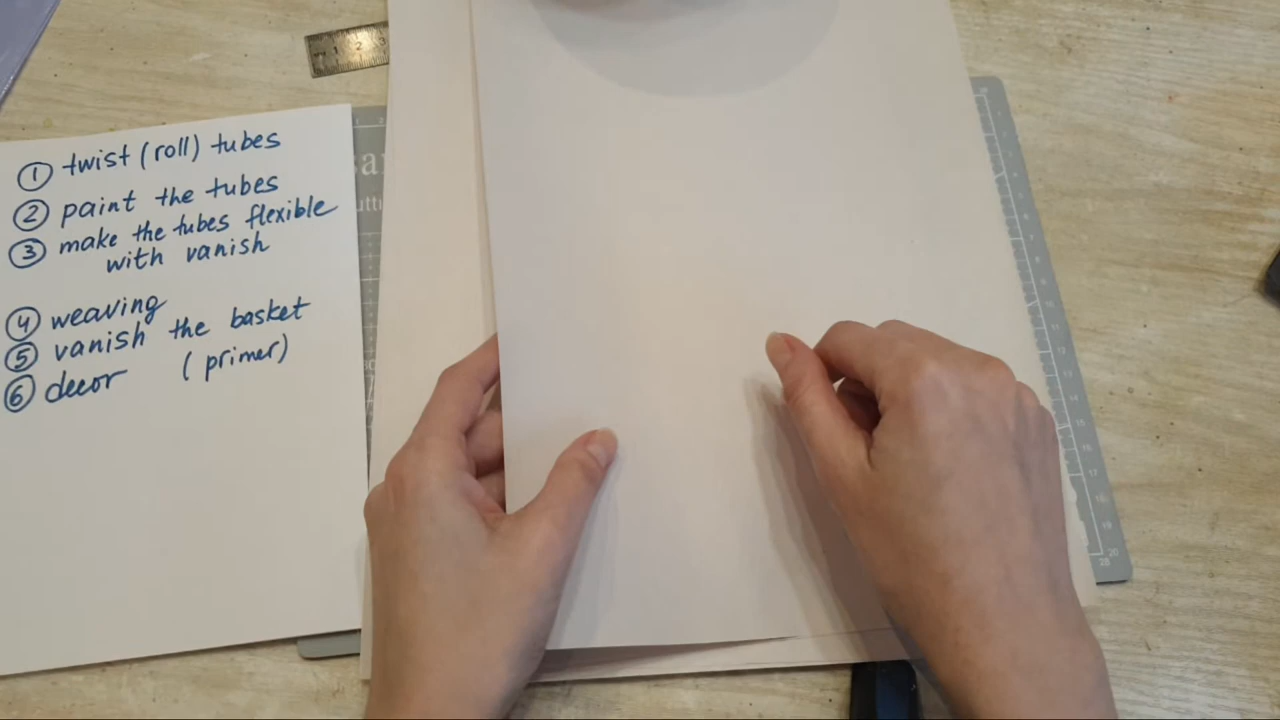 ① twist (roll) tubes
② paint the tubes
③ make the tubes flexible
with vanish
④ weaving
⑤ vanish the basket
(primer)
⑥ decor